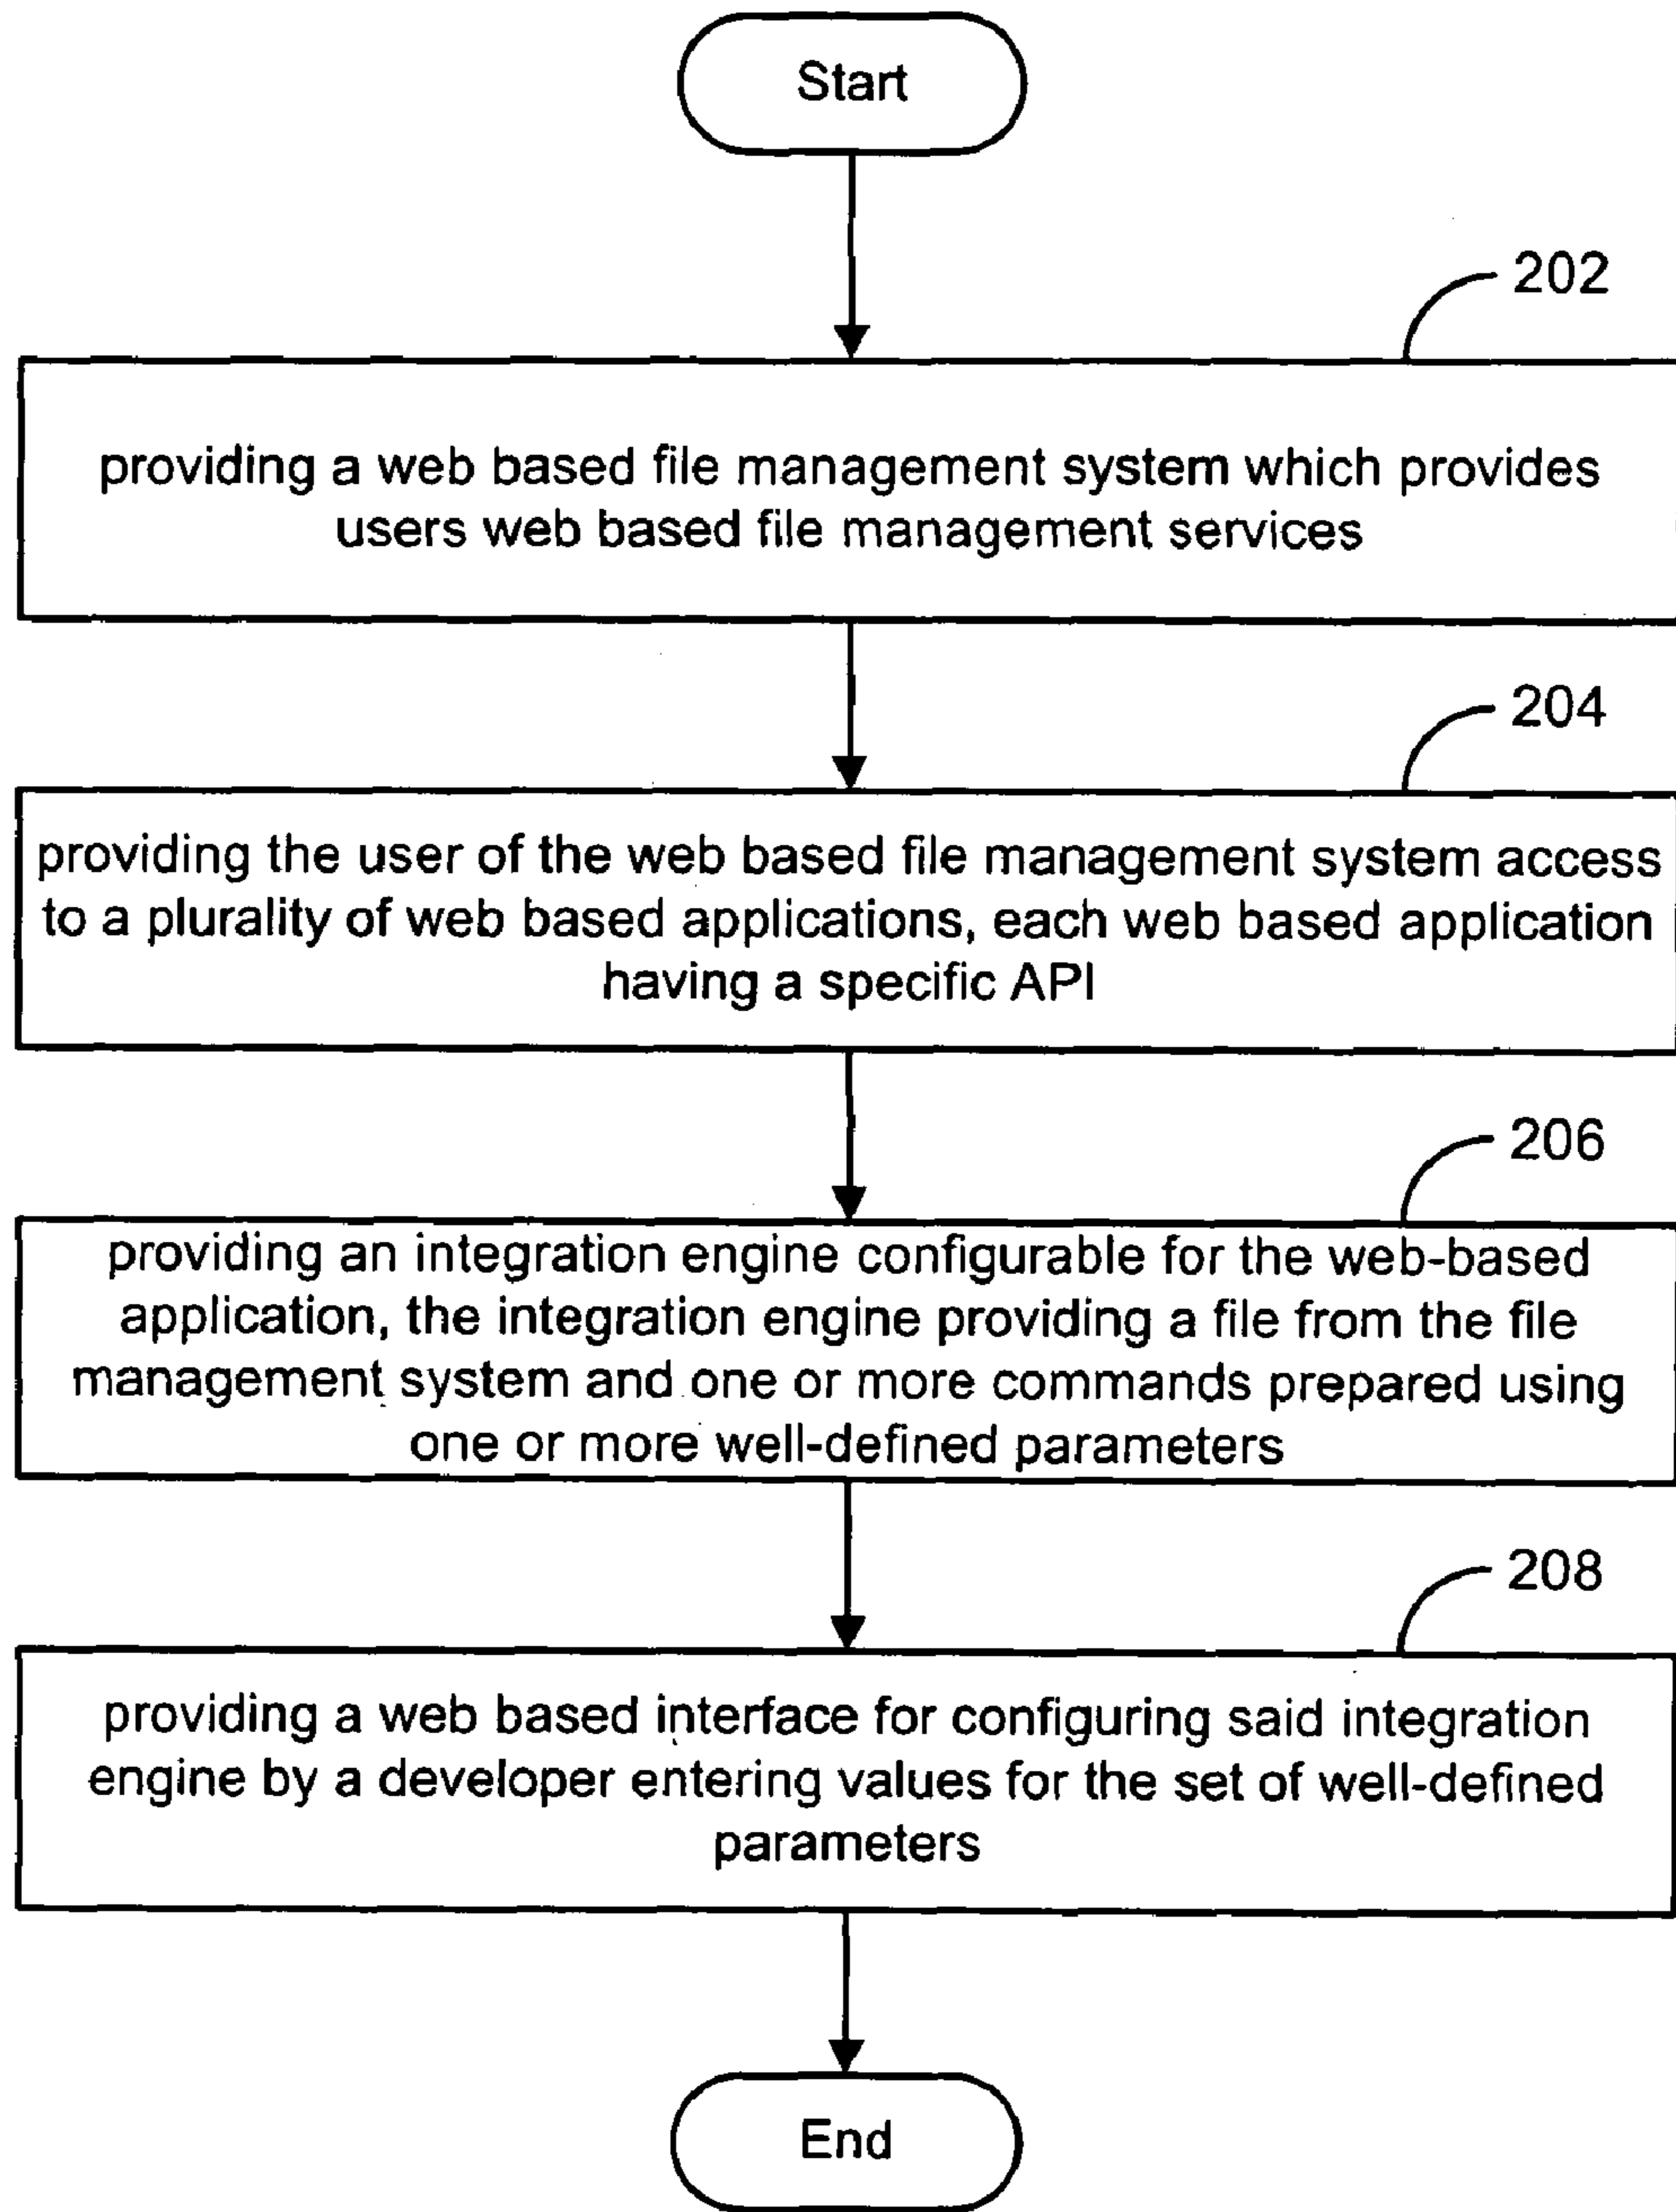 Start
202
providing a web based file management system which provides
users web based file management services
204
providing the user of the web based file management system access
to a plurality of web based applications, each web based application
having a specific API
206
providing an integration engine configurable for the web-based
application, the integration engine providing a file from the file
management system and one or more commands prepared using
one or more well-defined parameters
208
providing a web based interface for configuring said integration
engine by a developer entering values for the set of well-defined
parameters
End